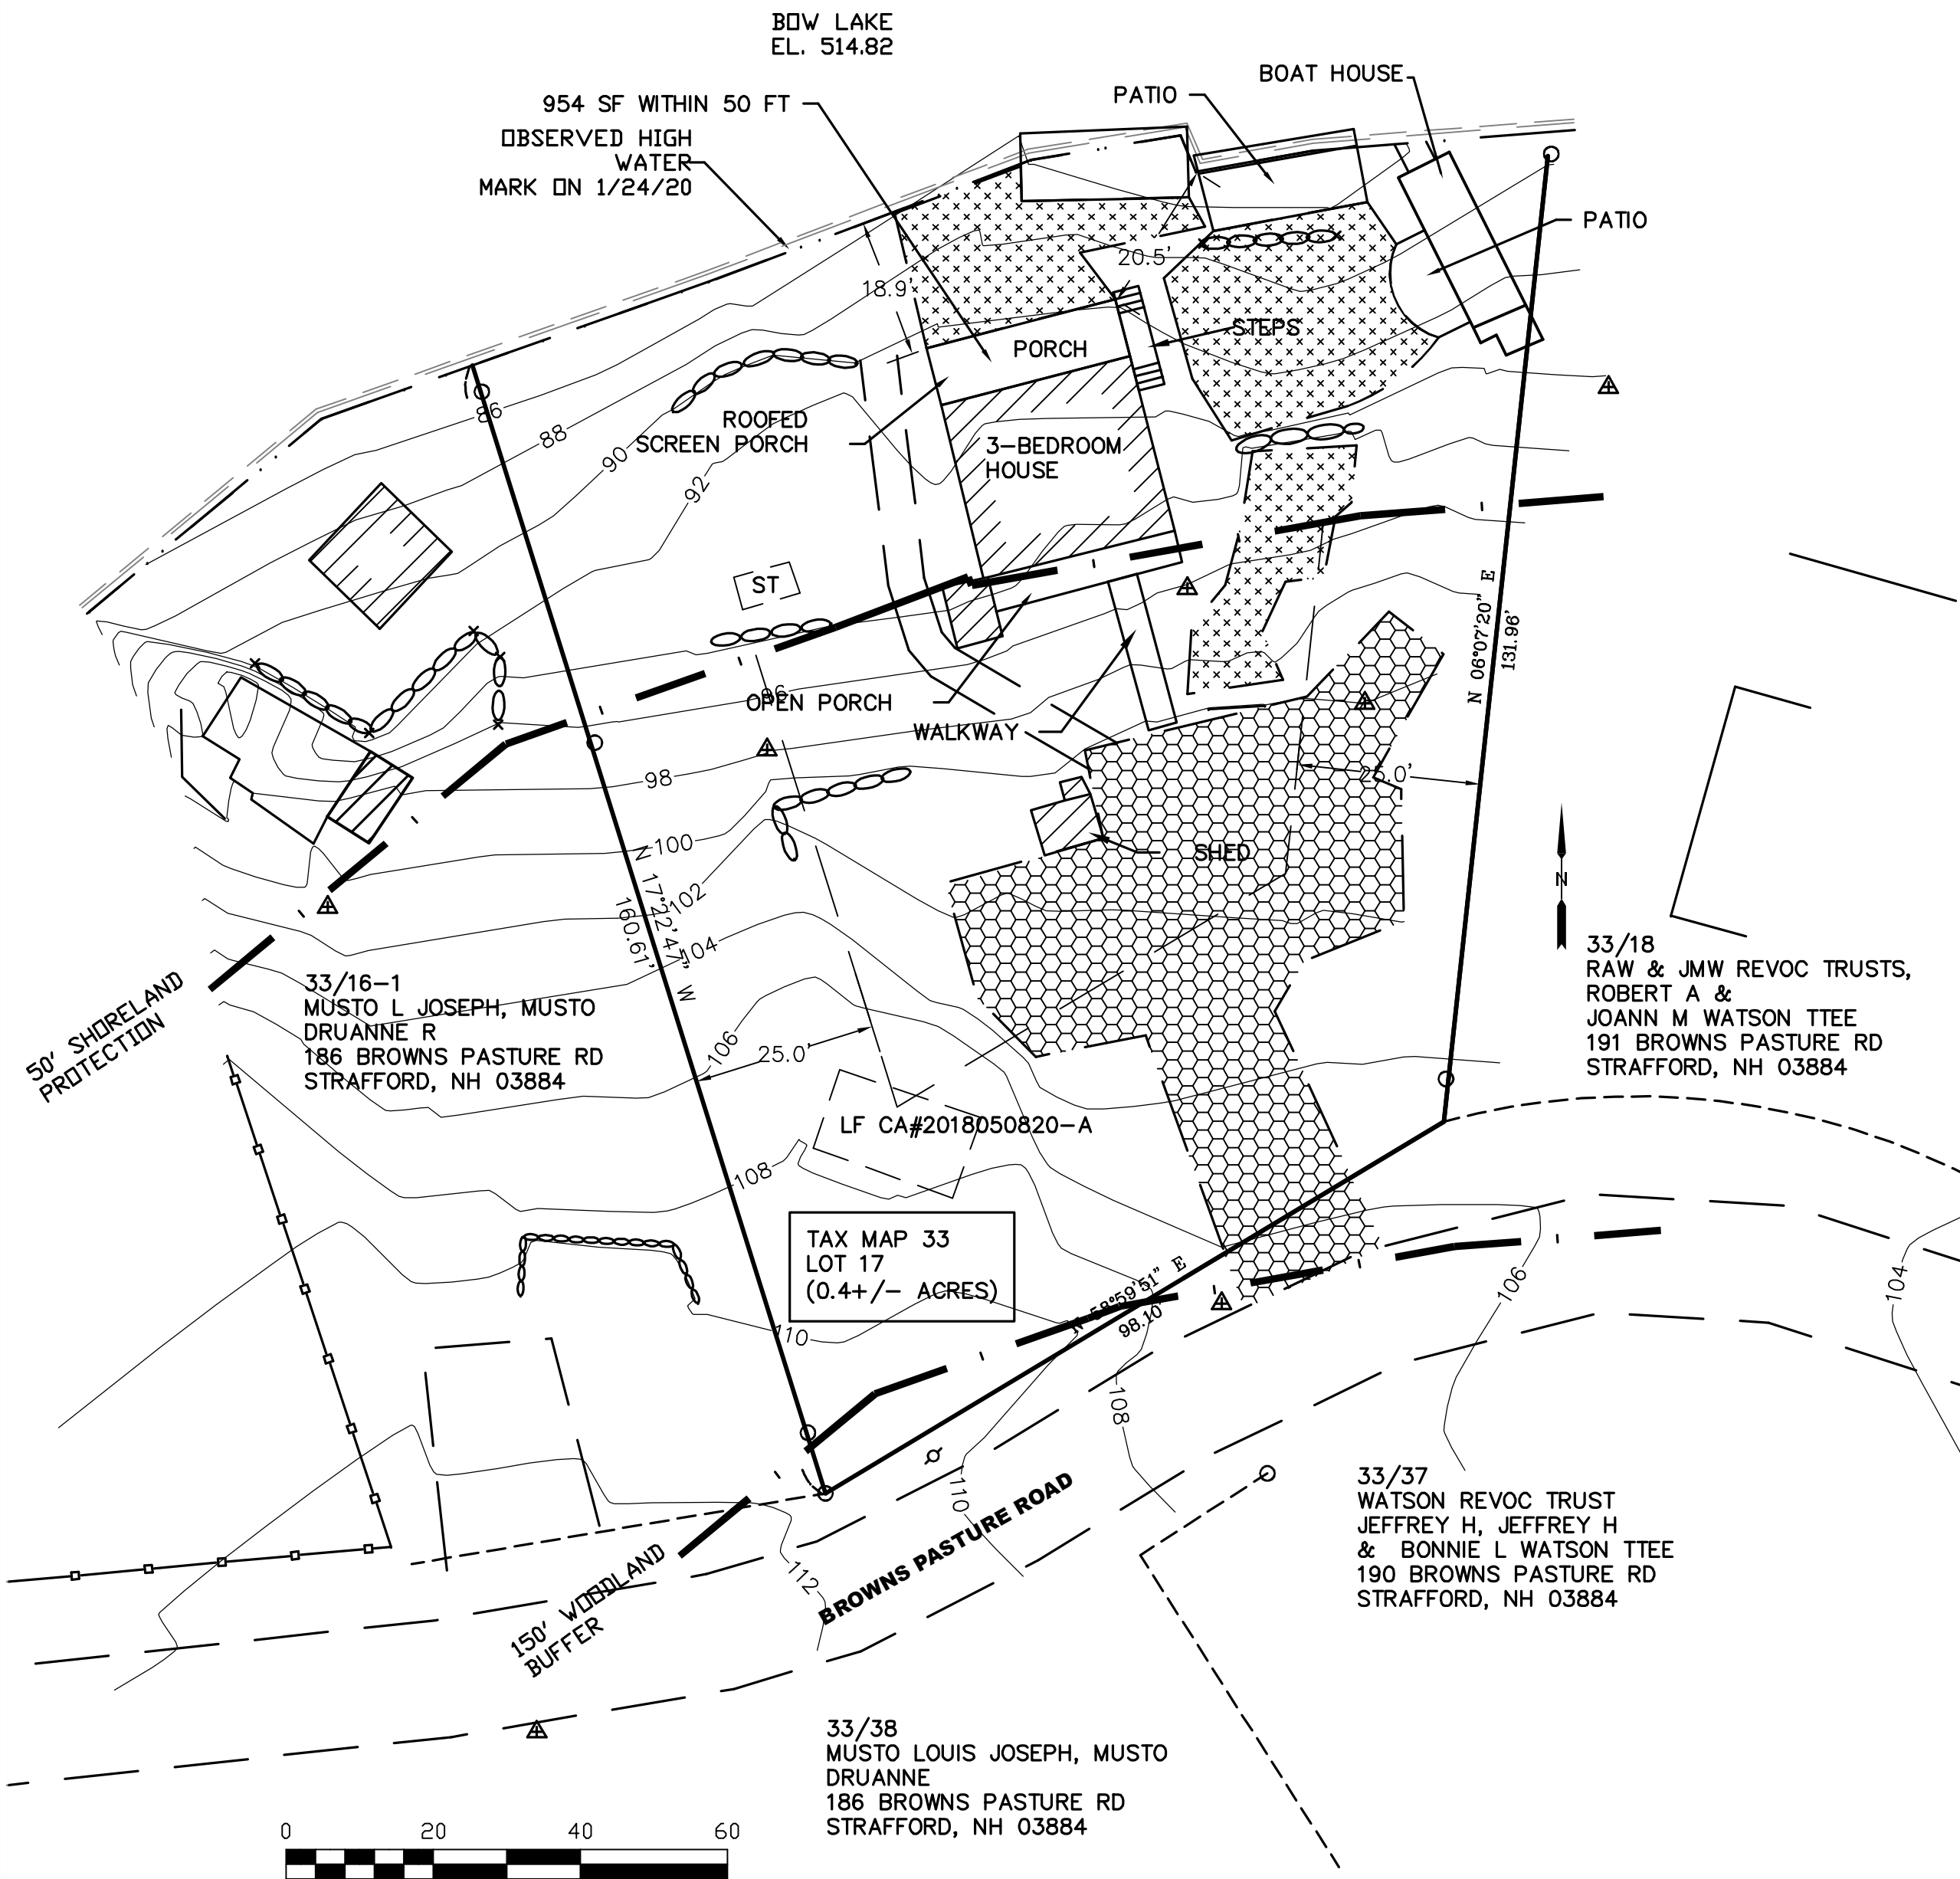 BOW LAKE
EL. 514.82
954 SF WITHIN 50 FT
OBSERVED HIGH
WATER
MARK ON 1/24/20
PATIO
BOAT HOUSE
PATIO
18.9'
20.5'
STEPS
PORCH
ROOFED
SCREEN PORCH
3-BEDROOM
HOUSE
86
88
90
92
ST
96
OPEN PORCH
WALKWAY
98
100
102
104
106
108
110
N 06°07'20" E
131.96'
25.0'
SHED
N
N 17°22'47" W
160.61'
25.0'
50' SHORELAND
PROTECTION
33/16-1
MUSTO L JOSEPH, MUSTO
DRUANNE R
186 BROWNS PASTURE RD
STRAFFORD, NH 03884
33/18
RAW & JMW REVOC TRUSTS,
ROBERT A &
JOANN M WATSON TTEE
191 BROWNS PASTURE RD
STRAFFORD, NH 03884
LF CA#2018050820-A
TAX MAP 33
LOT 17
(0.4+/- ACRES)
N 58°59'51" E
98.10
104
106
108
110
112
BROWNS PASTURE ROAD
150' WOODLAND
BUFFER
33/37
WATSON REVOC TRUST
JEFFREY H, JEFFREY H
& BONNIE L WATSON TTEE
190 BROWNS PASTURE RD
STRAFFORD, NH 03884
33/38
MUSTO LOUIS JOSEPH, MUSTO
DRUANNE
186 BROWNS PASTURE RD
STRAFFORD, NH 03884
0 20 40 60